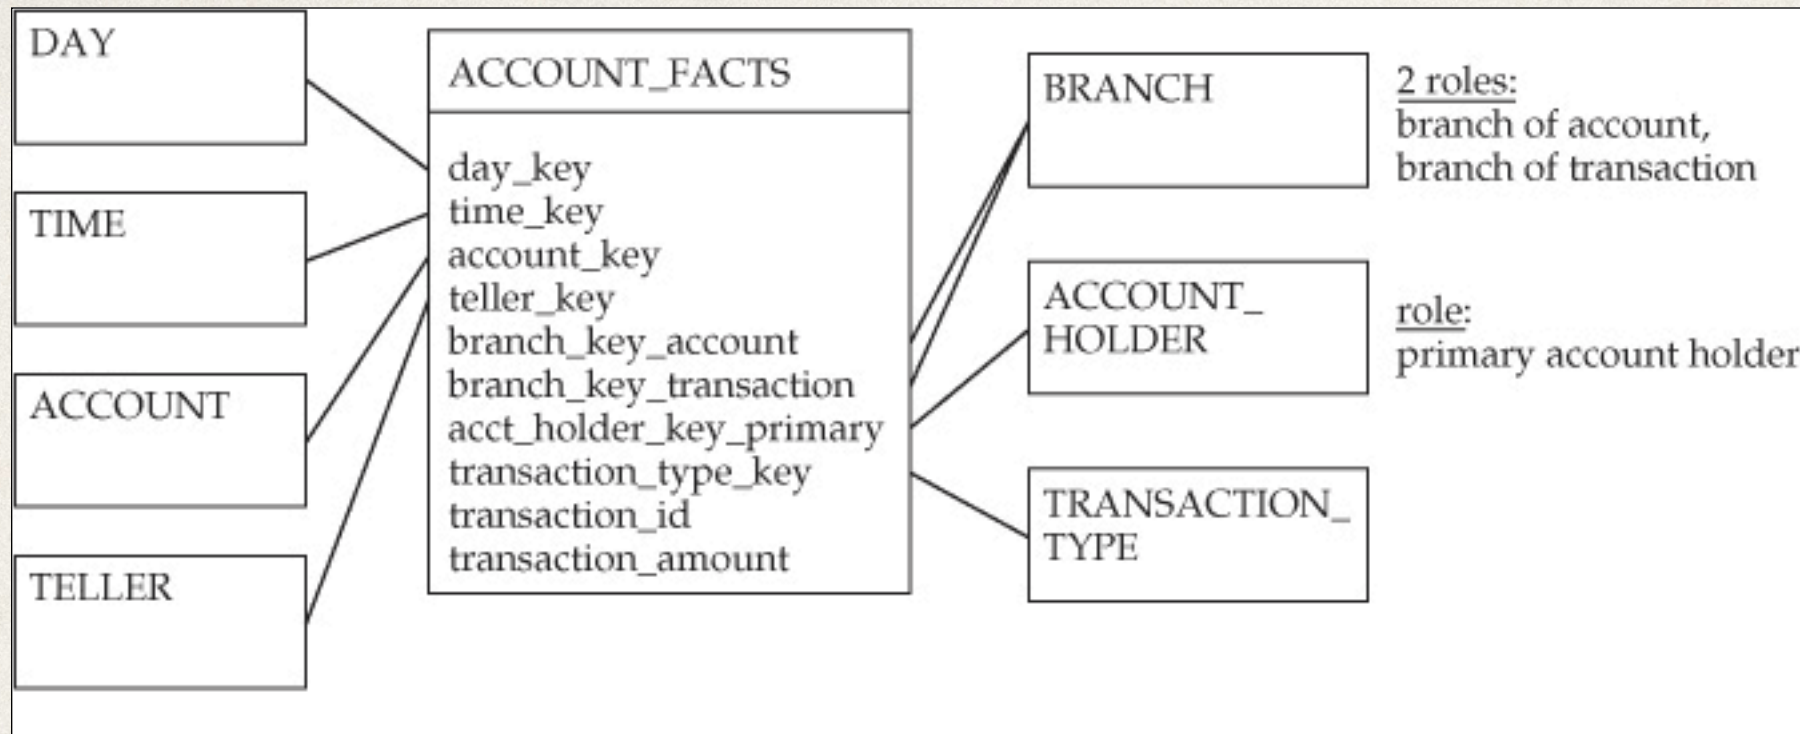 DAY
TIME
ACCOUNT
TELLER
ACCOUNT_FACTS
day_key
time_key
account_key
teller_key
branch_key_account
branch_key_transaction
acct_holder_key_primary
transaction_type_key
transaction_id
transaction_amount
BRANCH
2 roles:
branch of account,
branch of transaction
ACCOUNT_
HOLDER
role:
primary account holder
TRANSACTION_
TYPE